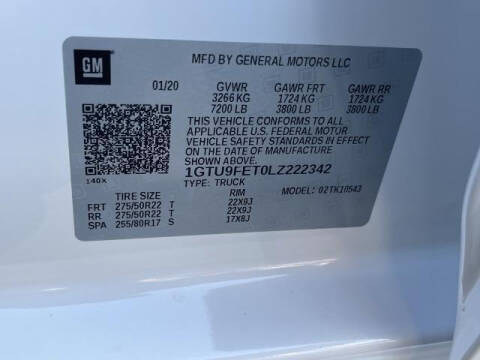 GM
MFD BY GENERAL MOTORS LLC
01/20 GVWR GAWR FRT GAWR RR
3266 KG 1724 KG 1724 KG
7200 LB 3800 LB 3800 LB
THIS VEHICLE CONFORMS TO ALL
APPLICABLE U.S. FEDERAL MOTOR
VEHICLE SAFETY STANDARDS IN EFFECT
ON THE DATE OF MANUFACTURE.
1GTU9FET0LZ222342
TYPE: TRUCK MODEL: 02TK10543
140X
TIRE SIZE RIM
FRT 275/50R22 T 22X9J
RR 275/50R22 T 22X9J
SPA 255/80R17 S 17X8J